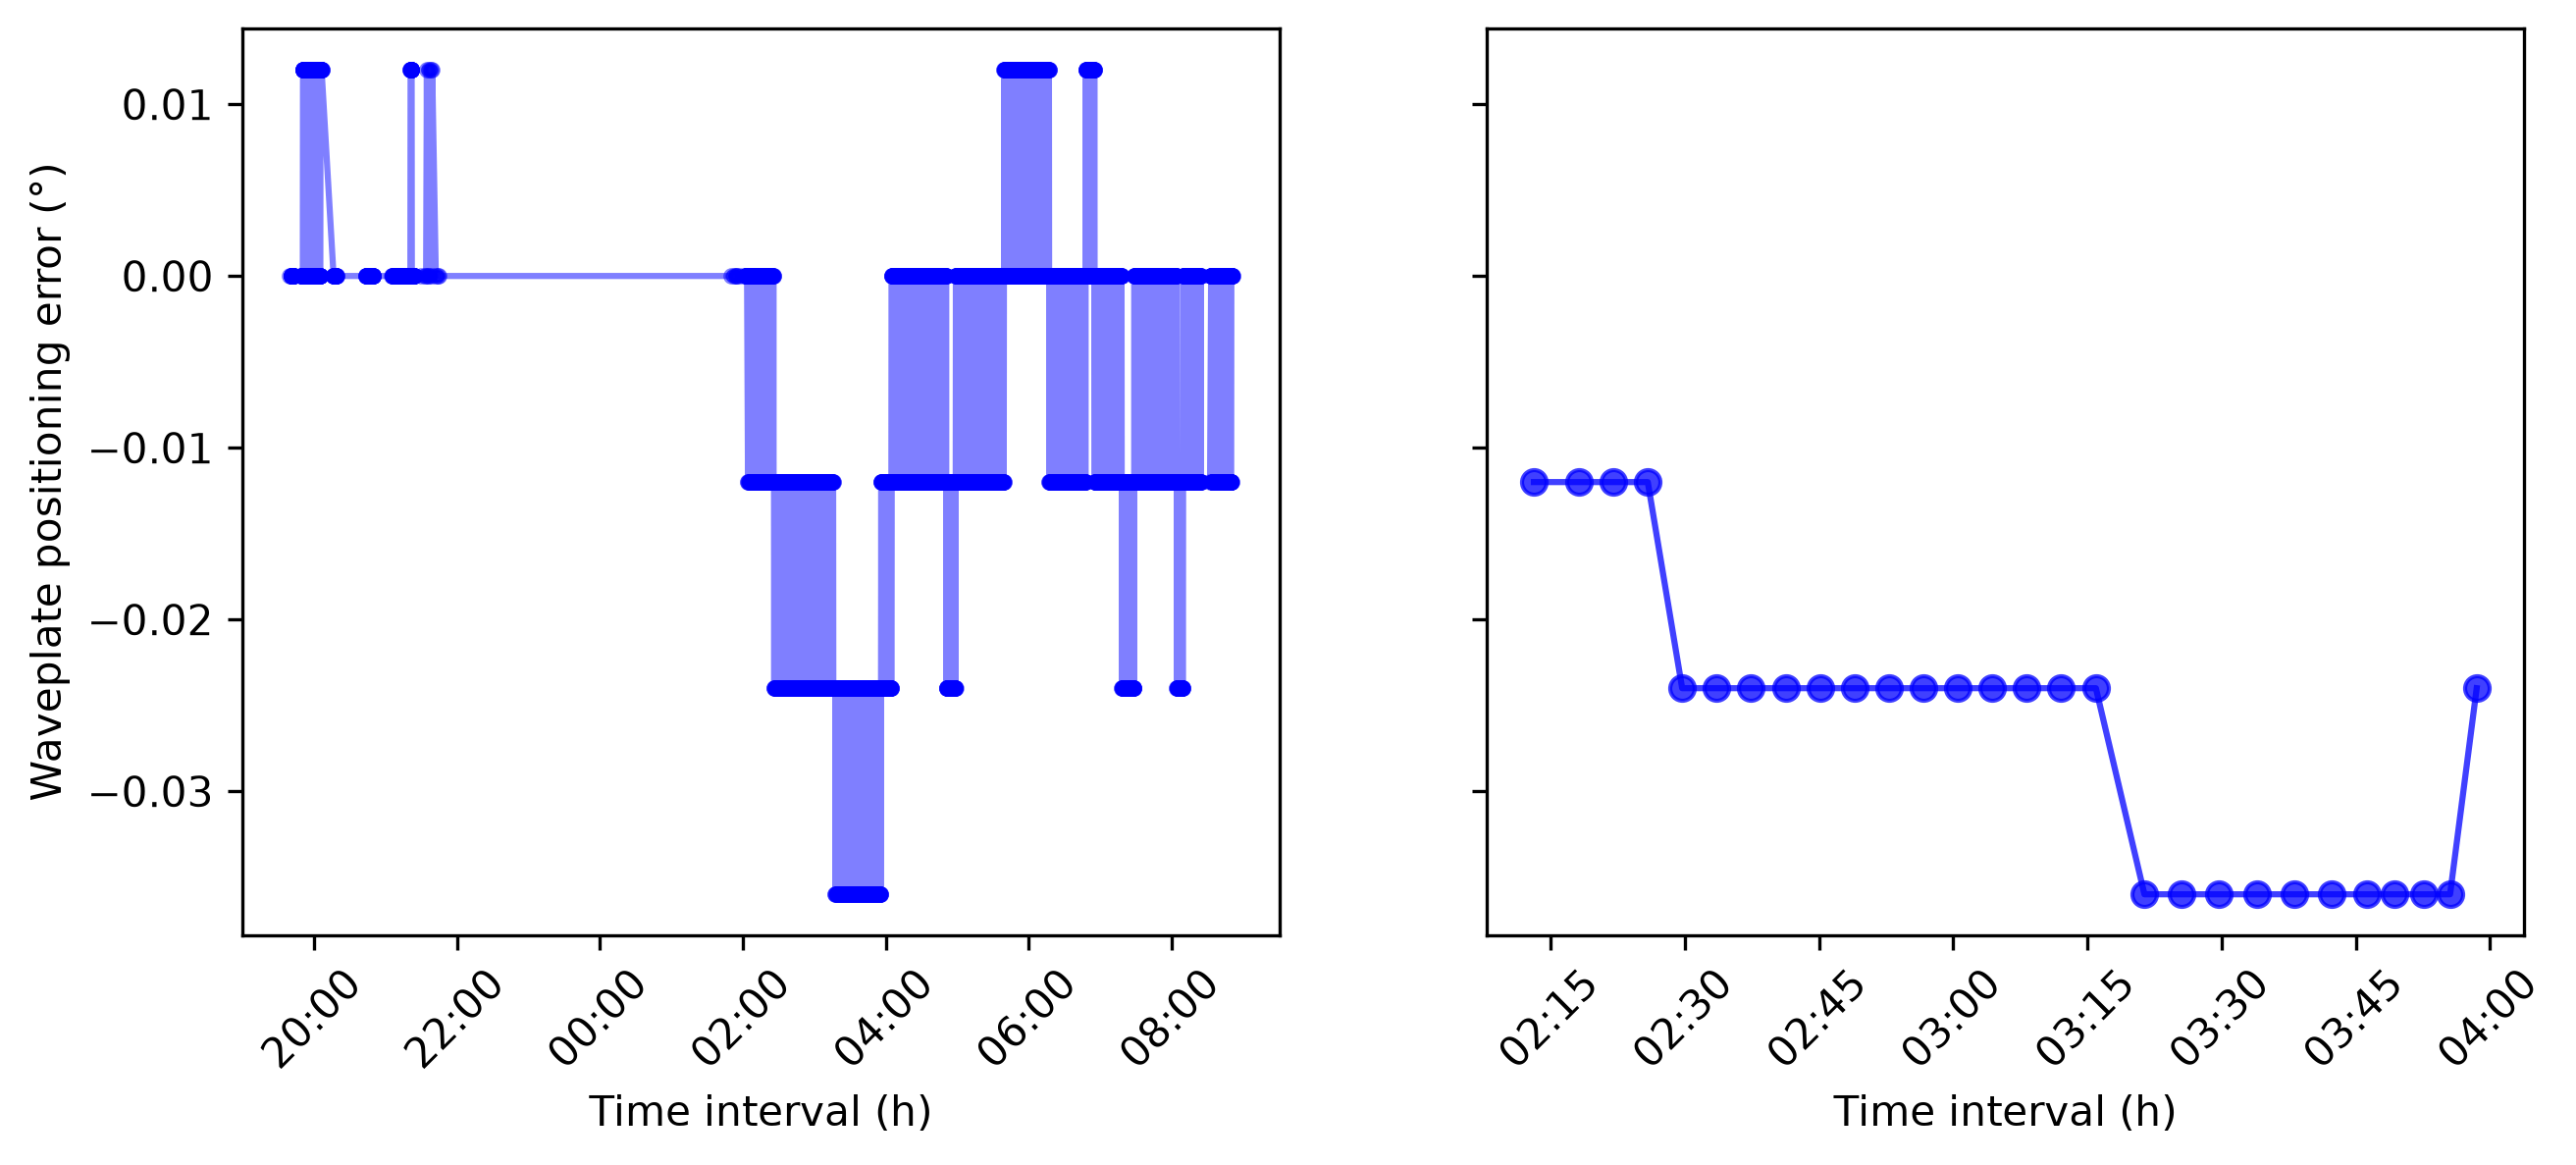 Waveplate positioning error (°)
0.01
0.00
−0.01
−0.02
−0.03
20:00 22:00 00:00 02:00 04:00 06:00 08:00
Time interval (h)
02:15 02:30 02:45 03:00 03:15 03:30 03:45 04:00
Time interval (h)